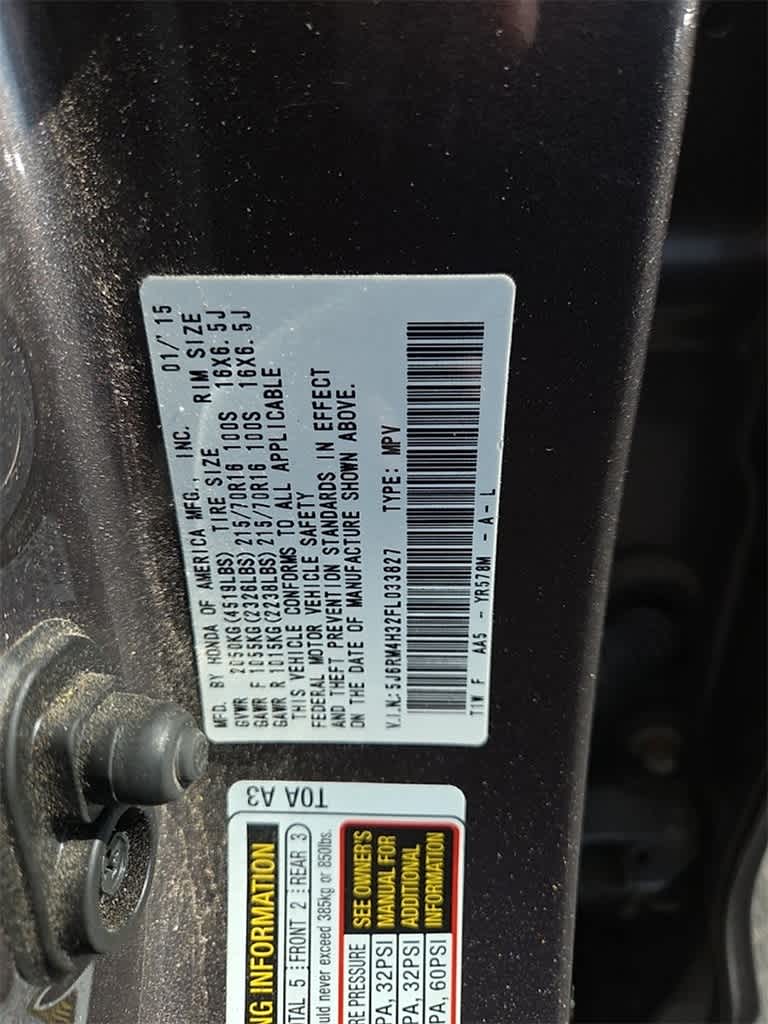 MFD. BY HONDA OF AMERICA MFG., INC. 01/'15
TIRE SIZE RIM SIZE
GVWR 2050KG(4519LBS)
GAWR F 1055KG(2326LBS) 215/70R16 100S 16X6.5J
GAWR R 1015KG(2238LBS) 215/70R16 100S 16X6.5J
THIS VEHICLE CONFORMS TO ALL APPLICABLE
FEDERAL MOTOR VEHICLE SAFETY
AND THEFT PREVENTION STANDARDS IN EFFECT
ON THE DATE OF MANUFACTURE SHOWN ABOVE.
V.I.N.: 5J6RM4H32FL033827 TYPE: MPV
T1W F AA5 - YR578M - A-L
T0A A3
NG INFORMATION
TAL 5 FRONT 2 REAR 3
uld never exceed 385kg or 850lbs.
RE PRESSURE
PA, 32PSI
PA, 32PSI
PA, 60PSI
SEE OWNER'S
MANUAL FOR
ADDITIONAL
INFORMATION